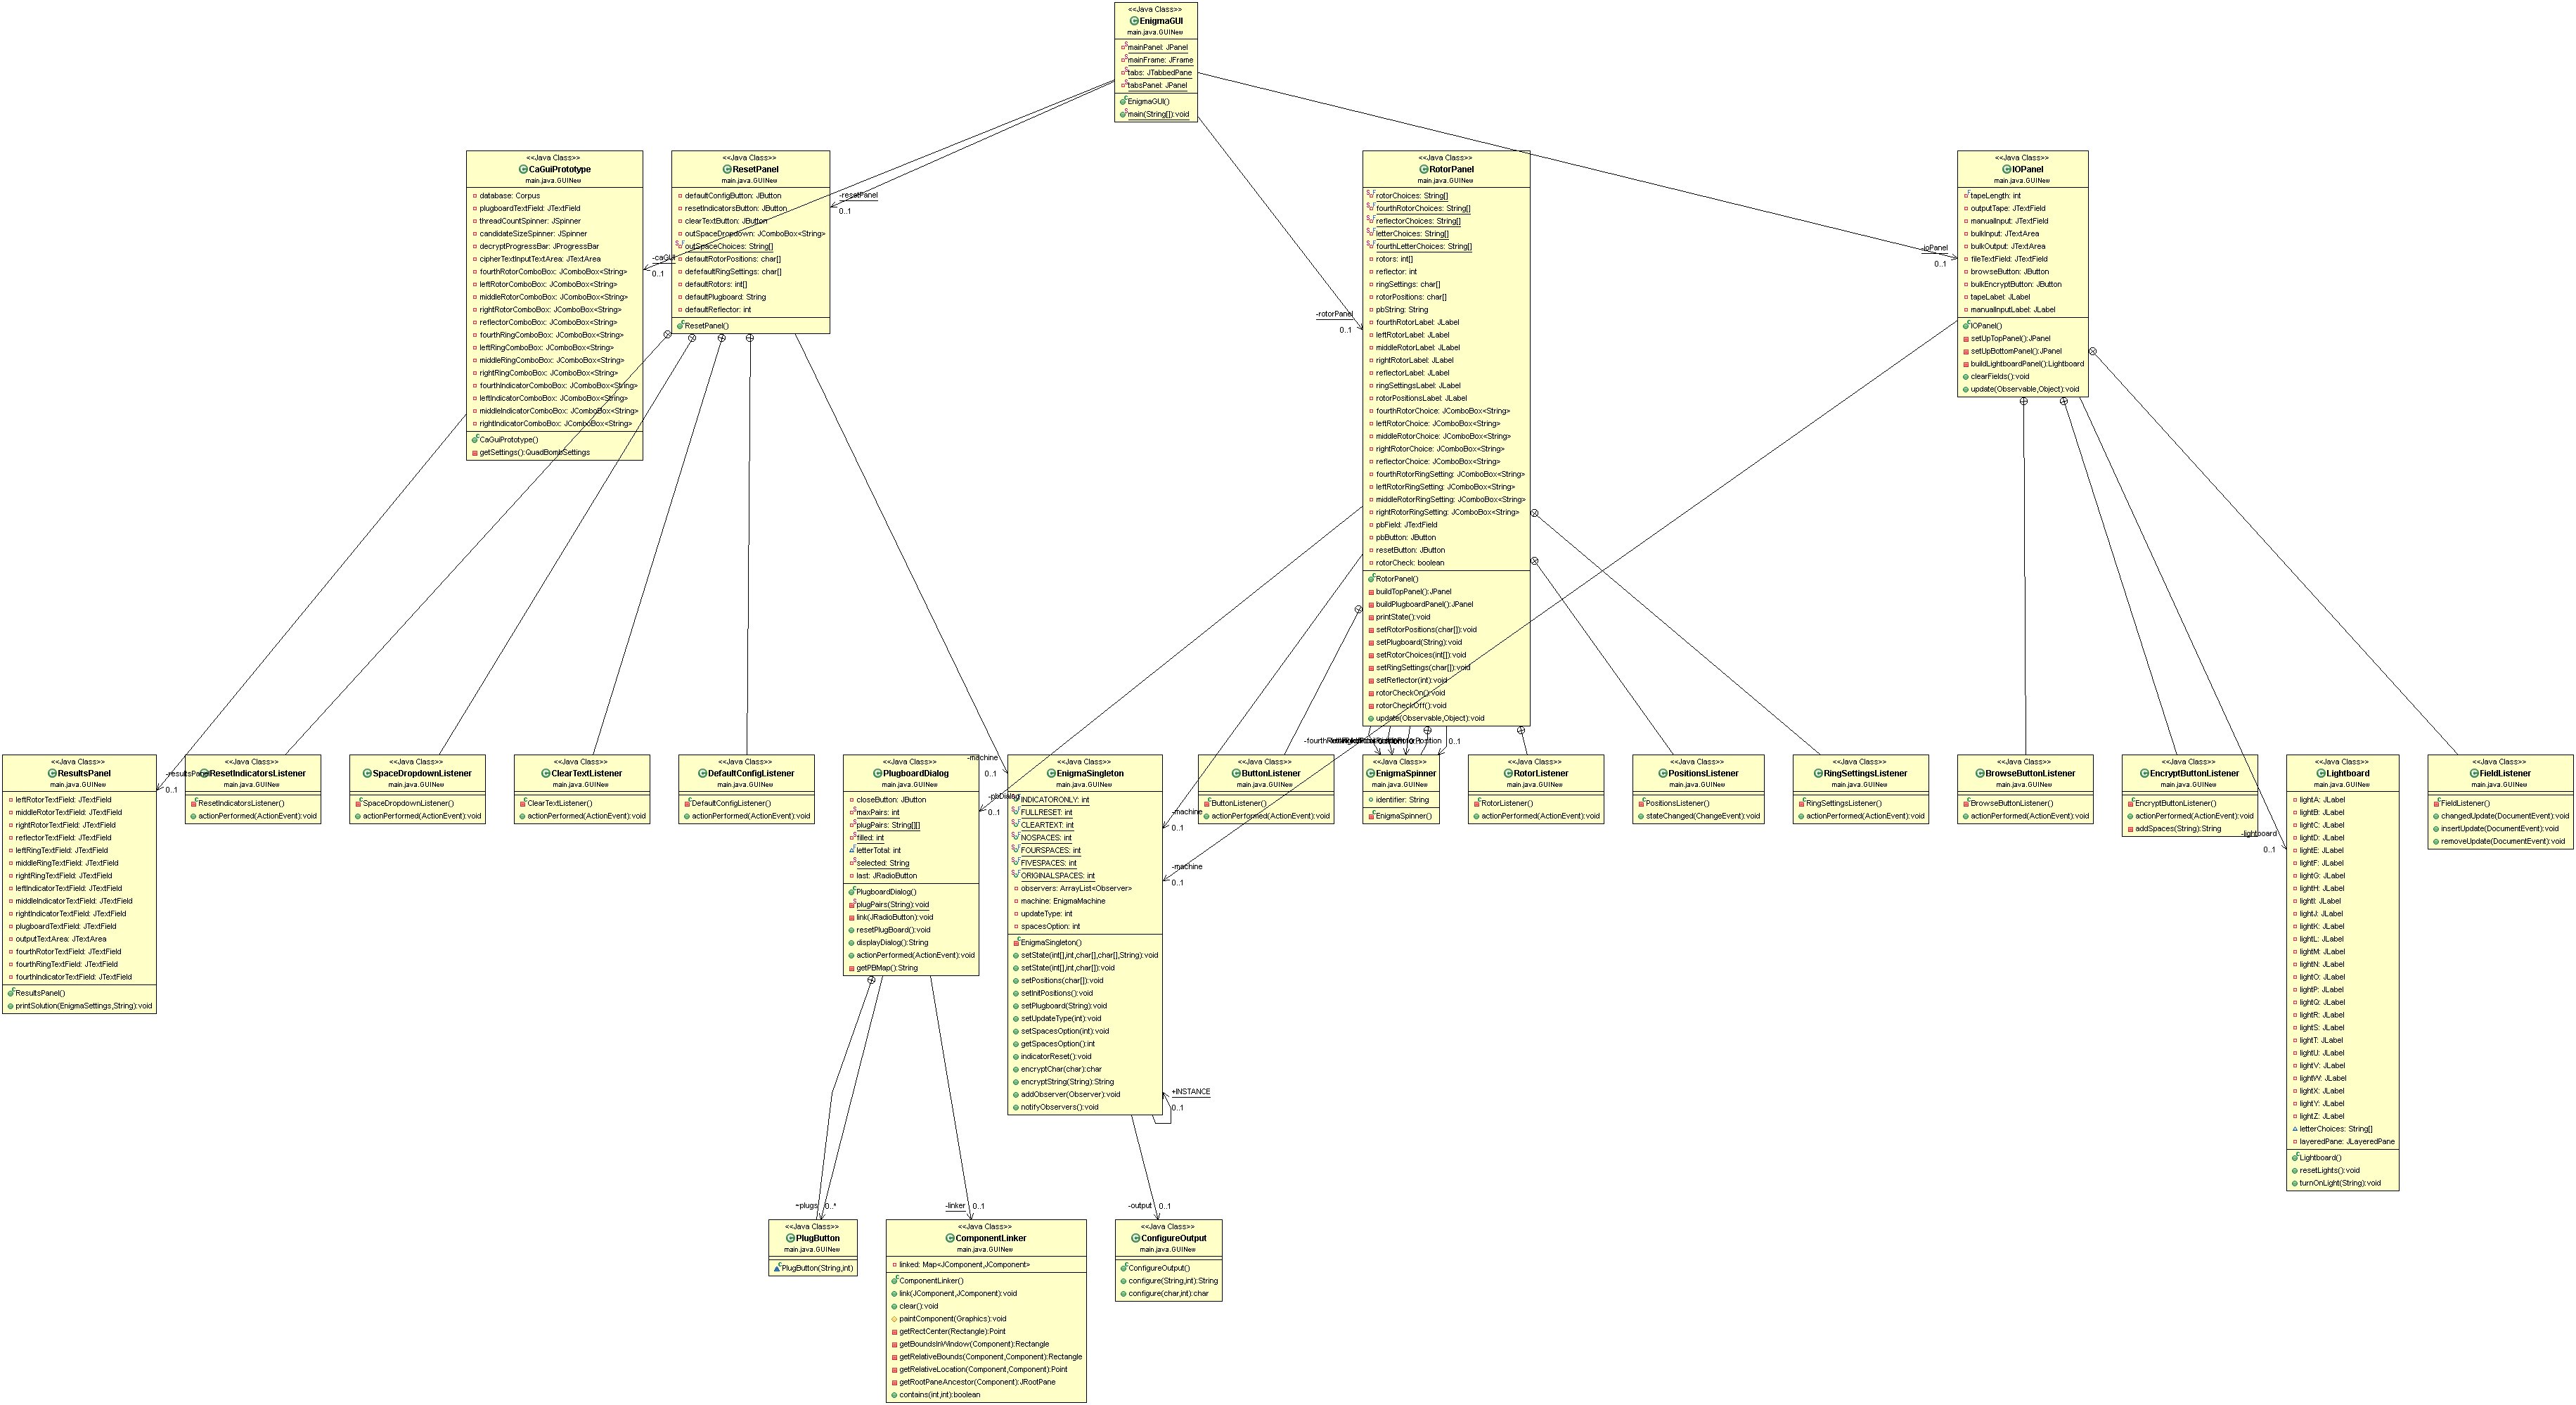 <<Java Class>>
EnigmaGUI
main.java.GUINew
mainPanel: JPanel
mainFrame: JFrame
tabs: JTabbedPane
tabsPanel: JPanel
EnigmaGUI()
main(String[]):void
<<Java Class>>
CaGuiPrototype
main.java.GUINew
database: Corpus
plugboardTextField: JTextField
threadCountSpinner: JSpinner
candidateSizeSpinner: JSpinner
decryptProgressBar: JProgressBar
cipherTextInputTextArea: JTextArea
fourthRotorComboBox: JComboBox<String>
leftRotorComboBox: JComboBox<String>
middleRotorComboBox: JComboBox<String>
rightRotorComboBox: JComboBox<String>
reflectorComboBox: JComboBox<String>
fourthRingComboBox: JComboBox<String>
leftRingComboBox: JComboBox<String>
middleRingComboBox: JComboBox<String>
rightRingComboBox: JComboBox<String>
fourthIndicatorComboBox: JComboBox<String>
leftIndicatorComboBox: JComboBox<String>
middleIndicatorComboBox: JComboBox<String>
rightIndicatorComboBox: JComboBox<String>
CaGuiPrototype()
getSettings():QuadBombSettings
-caGUI
0..1
<<Java Class>>
ResetPanel
main.java.GUINew
defaultConfigButton: JButton
resetIndicatorsButton: JButton
clearTextButton: JButton
outSpaceDropdown: JComboBox<String>
outSpaceChoices: String[]
defaultRotorPositions: char[]
defefaultRingSettings: char[]
defaultRotors: int[]
defaultPlugboard: String
defaultReflector: int
ResetPanel()
-resetPanel
0..1
<<Java Class>>
RotorPanel
main.java.GUINew
rotorChoices: String[]
fourthRotorChoices: String[]
reflectorChoices: String[]
letterChoices: String[]
fourthLetterChoices: String[]
rotors: int[]
reflector: int
ringSettings: char[]
rotorPositions: char[]
pbString: String
fourthRotorLabel: JLabel
leftRotorLabel: JLabel
middleRotorLabel: JLabel
rightRotorLabel: JLabel
reflectorLabel: JLabel
ringSettingsLabel: JLabel
rotorPositionsLabel: JLabel
fourthRotorChoice: JComboBox<String>
leftRotorChoice: JComboBox<String>
middleRotorChoice: JComboBox<String>
rightRotorChoice: JComboBox<String>
reflectorChoice: JComboBox<String>
fourthRotorRingSetting: JComboBox<String>
leftRotorRingSetting: JComboBox<String>
middleRotorRingSetting: JComboBox<String>
rightRotorRingSetting: JComboBox<String>
pbField: JTextField
pbButton: JButton
resetButton: JButton
rotorCheck: boolean
RotorPanel()
buildTopPanel():JPanel
buildPlugboardPanel():JPanel
printState():void
setRotorPositions(char[]):void
setPlugboard(String):void
setRotorChoices(int[]):void
setRingSettings(char[]):void
setReflector(int):void
rotorCheckOn():void
rotorCheckOff():void
update(Observable,Object):void
-rotorPanel
0..1
<<Java Class>>
IOPanel
main.java.GUINew
tapeLength: int
outputTape: JTextField
manualInput: JTextField
bulkInput: JTextArea
bulkOutput: JTextArea
fileTextField: JTextField
browseButton: JButton
bulkEncryptButton: JButton
tapeLabel: JLabel
manualInputLabel: JLabel
IOPanel()
setUpTopPanel():JPanel
setUpBottomPanel():JPanel
buildLightboardPanel():Lightboard
clearFields():void
update(Observable,Object):void
-ioPanel
0..1
<<Java Class>>
ResultsPanel
main.java.GUINew
leftRotorTextField: JTextField
middleRotorTextField: JTextField
rightRotorTextField: JTextField
reflectorTextField: JTextField
leftRingTextField: JTextField
middleRingTextField: JTextField
rightRingTextField: JTextField
leftIndicatorTextField: JTextField
middleIndicatorTextField: JTextField
rightIndicatorTextField: JTextField
plugboardTextField: JTextField
outputTextArea: JTextArea
fourthRotorTextField: JTextField
fourthRingTextField: JTextField
fourthIndicatorTextField: JTextField
ResultsPanel()
printSolution(EnigmaSettings,String):void
0..1
<<Java Class>>
ResetIndicatorsListener
main.java.GUINew
ResetIndicatorsListener()
actionPerformed(ActionEvent):void
<<Java Class>>
SpaceDropdownListener
main.java.GUINew
SpaceDropdownListener()
actionPerformed(ActionEvent):void
<<Java Class>>
ClearTextListener
main.java.GUINew
ClearTextListener()
actionPerformed(ActionEvent):void
<<Java Class>>
DefaultConfigListener
main.java.GUINew
DefaultConfigListener()
actionPerformed(ActionEvent):void
<<Java Class>>
PlugboardDialog
main.java.GUINew
closeButton: JButton
maxPairs: int
plugPairs: String[][]
filled: int
letterTotal: int
selected: String
last: JRadioButton
PlugboardDialog()
plugPairs(String):void
link(JRadioButton):void
resetPlugBoard():void
displayDialog():String
actionPerformed(ActionEvent):void
getPBMap():String
-machine
0..1
-pbDialog
0..1
<<Java Class>>
EnigmaSingleton
main.java.GUINew
INDICATORONLY: int
FULLRESET: int
CLEARTEXT: int
NOSPACES: int
FOURSPACES: int
FIVESPACES: int
ORIGINALSPACES: int
observers: ArrayList<Observer>
machine: EnigmaMachine
updateType: int
spacesOption: int
EnigmaSingleton()
setState(int[],int,char[],char[],String):void
setState(int[],int,char[]):void
setPositions(char[]):void
setInitPositions():void
setPlugboard(String):void
setUpdateType(int):void
setSpacesOption(int):void
getSpacesOption():int
indicatorReset():void
encryptChar(char):char
encryptString(String):String
addObserver(Observer):void
notifyObservers():void
-machine
0..1
-machine
0..1
+INSTANCE
0..1
<<Java Class>>
ButtonListener
main.java.GUINew
ButtonListener()
actionPerformed(ActionEvent):void
0..1
<<Java Class>>
EnigmaSpinner
main.java.GUINew
identifier: String
EnigmaSpinner()
<<Java Class>>
RotorListener
main.java.GUINew
RotorListener()
actionPerformed(ActionEvent):void
<<Java Class>>
PositionsListener
main.java.GUINew
PositionsListener()
stateChanged(ChangeEvent):void
<<Java Class>>
RingSettingsListener
main.java.GUINew
RingSettingsListener()
actionPerformed(ActionEvent):void
<<Java Class>>
BrowseButtonListener
main.java.GUINew
BrowseButtonListener()
actionPerformed(ActionEvent):void
<<Java Class>>
EncryptButtonListener
main.java.GUINew
EncryptButtonListener()
actionPerformed(ActionEvent):void
addSpaces(String):String
-lightboard
0..1
<<Java Class>>
Lightboard
main.java.GUINew
lightA: JLabel
lightB: JLabel
lightC: JLabel
lightD: JLabel
lightE: JLabel
lightF: JLabel
lightG: JLabel
lightH: JLabel
lightI: JLabel
lightJ: JLabel
lightK: JLabel
lightL: JLabel
lightM: JLabel
lightN: JLabel
lightO: JLabel
lightP: JLabel
lightQ: JLabel
lightR: JLabel
lightS: JLabel
lightT: JLabel
lightU: JLabel
lightV: JLabel
lightW: JLabel
lightX: JLabel
lightY: JLabel
lightZ: JLabel
letterChoices: String[]
layeredPane: JLayeredPane
Lightboard()
resetLights():void
turnOnLight(String):void
<<Java Class>>
FieldListener
main.java.GUINew
FieldListener()
changedUpdate(DocumentEvent):void
insertUpdate(DocumentEvent):void
removeUpdate(DocumentEvent):void
~plugs
0..*
<<Java Class>>
PlugButton
main.java.GUINew
PlugButton(String,int)
-linker
0..1
<<Java Class>>
ComponentLinker
main.java.GUINew
linked: Map<JComponent,JComponent>
ComponentLinker()
link(JComponent,JComponent):void
clear():void
paintComponent(Graphics):void
getRectCenter(Rectangle):Point
getBoundsInWindow(Component):Rectangle
getRelativeBounds(Component,Component):Rectangle
getRelativeLocation(Component,Component):Point
getRootPaneAncestor(Component):JRootPane
contains(int,int):boolean
-output
0..1
<<Java Class>>
ConfigureOutput
main.java.GUINew
ConfigureOutput()
configure(String,int):String
configure(char,int):char